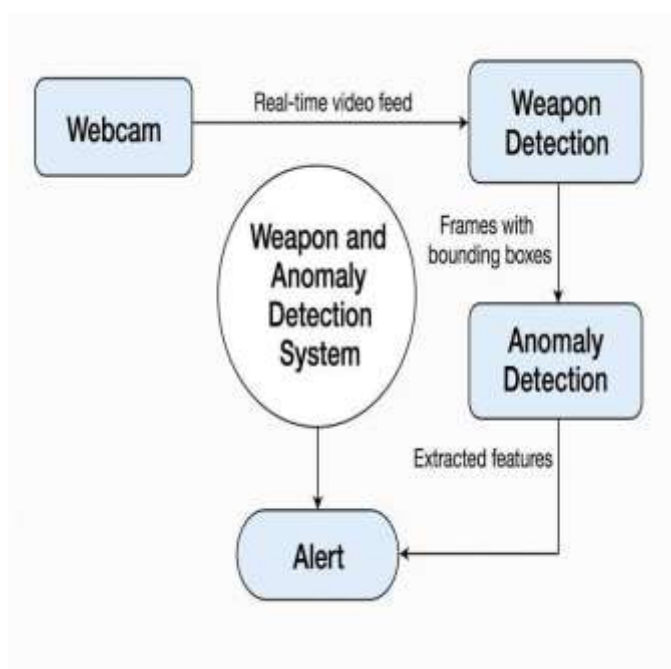 Webcam
Real-time video feed
Weapon
Detection
Weapon and
Anomaly
Detection
System
Frames with
bounding boxes
Anomaly
Detection
Extracted features
Alert